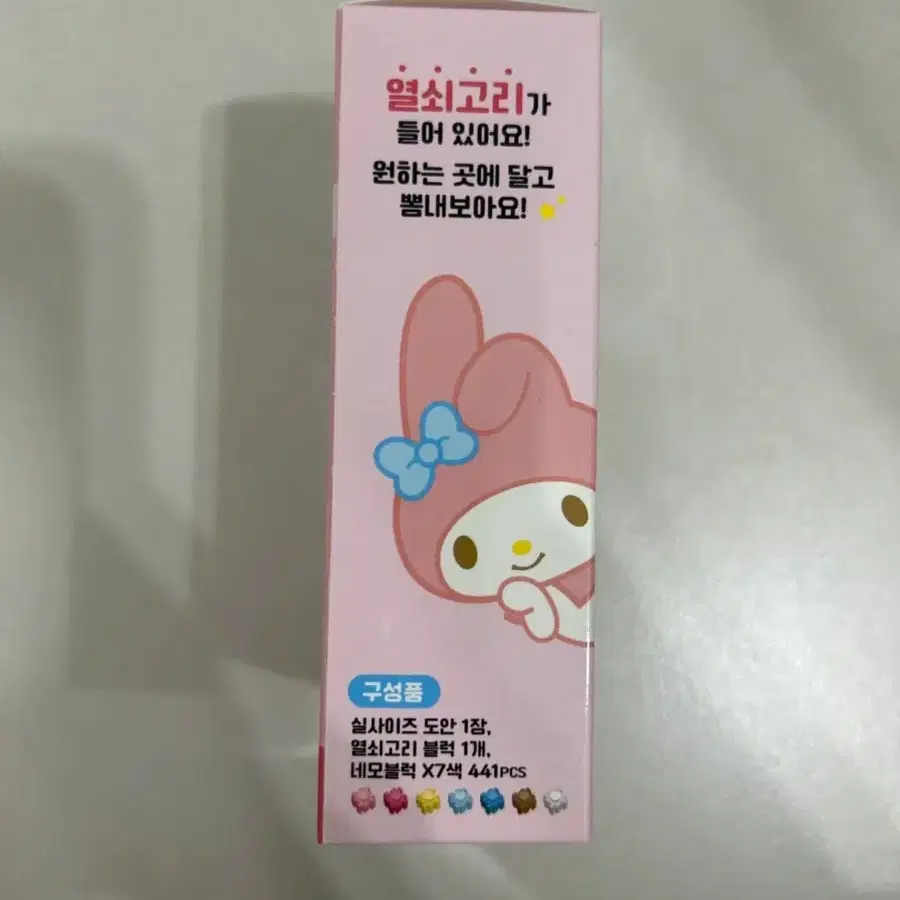 열쇠고리가
들어 있어요!
원하는 곳에 달고
뽐내보아요!
구성품
실사이즈 도안 1장,
열쇠고리 블럭 1개,
네모블럭 X7색 441PCS